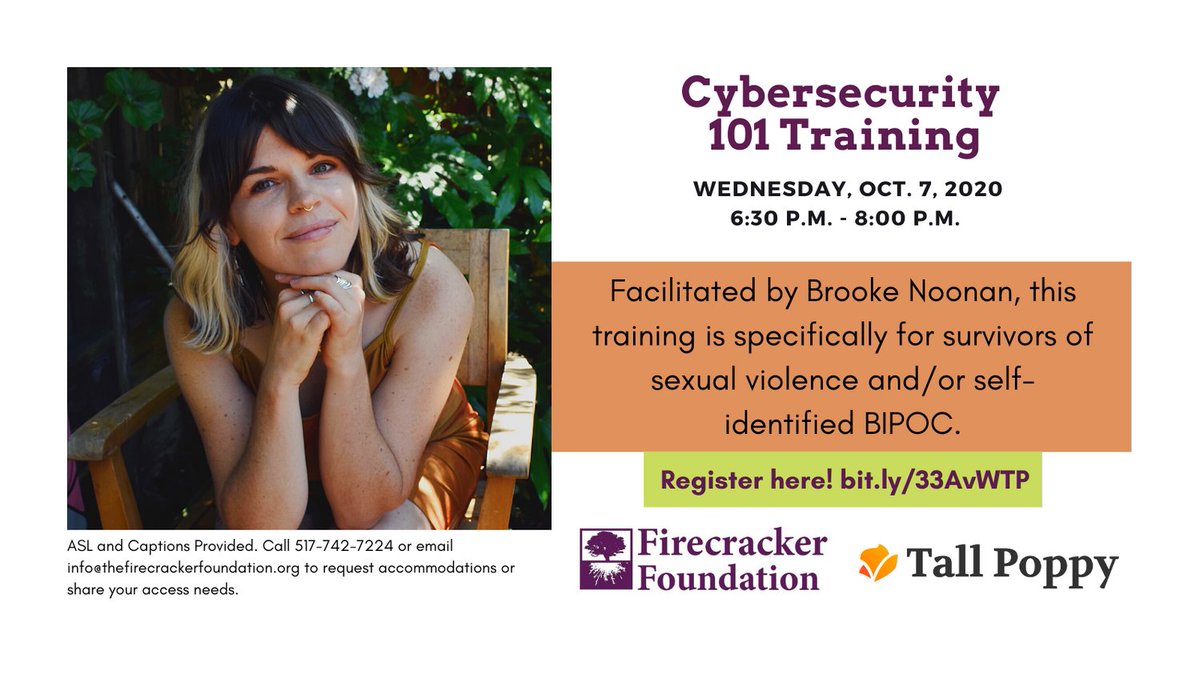 Cybersecurity
101 Training
WEDNESDAY, OCT. 7, 2020
6:30 P.M. - 8:00 P.M.
Facilitated by Brooke Noonan, this
training is specifically for survivors of
sexual violence and/or self-
identified BIPOC.
Register here! bit.ly/33AvWTP
ASL and Captions Provided. Call 517-742-7224 or email
info@thefirecrackerfoundation.org to request accommodations or
share your access needs.
Firecracker
Foundation
Tall Poppy